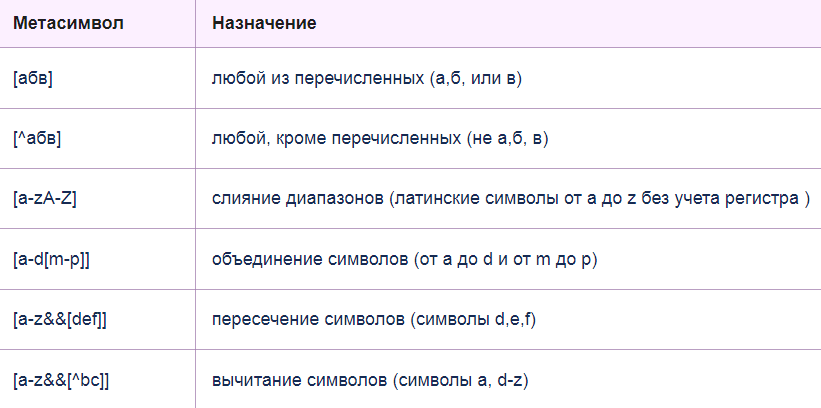 Метасимвол Назначение
[абв] любой из перечисленных (а,б, или в)
[^абв] любой, кроме перечисленных (не а,б, в)
[a-zA-Z] слияние диапазонов (латинские символы от a до z без учета регистра )
[a-d[m-p]] объединение символов (от a до d и от m до p)
[a-z&&[def]] пересечение символов (символы d,e,f)
[a-z&&[^bc]] вычитание символов (символы a, d-z)